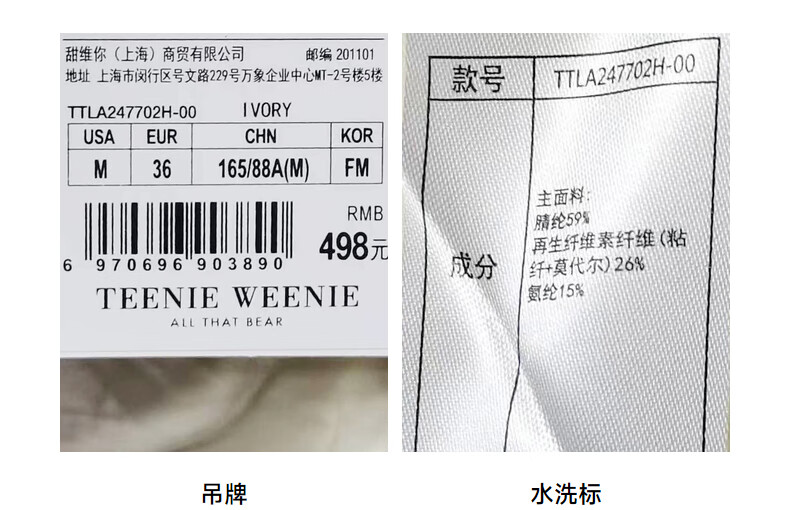 甜维你（上海）商贸有限公司 邮编 201101
地址 上海市闵行区号文路229号万象企业中心MT-2号楼5楼
TTLA247702H-00 IVORY
USA EUR CHN KOR
M 36 165/88A(M) FM
RMB
498元
6 970696 903890
TEENIE WEENIE
ALL THAT BEAR
吊牌
款号 TTLA247702H-00
成分
主面料:
腈纶59%
再生纤维素纤维(粘
纤+莫代尔)26%
氨纶15%
水洗标